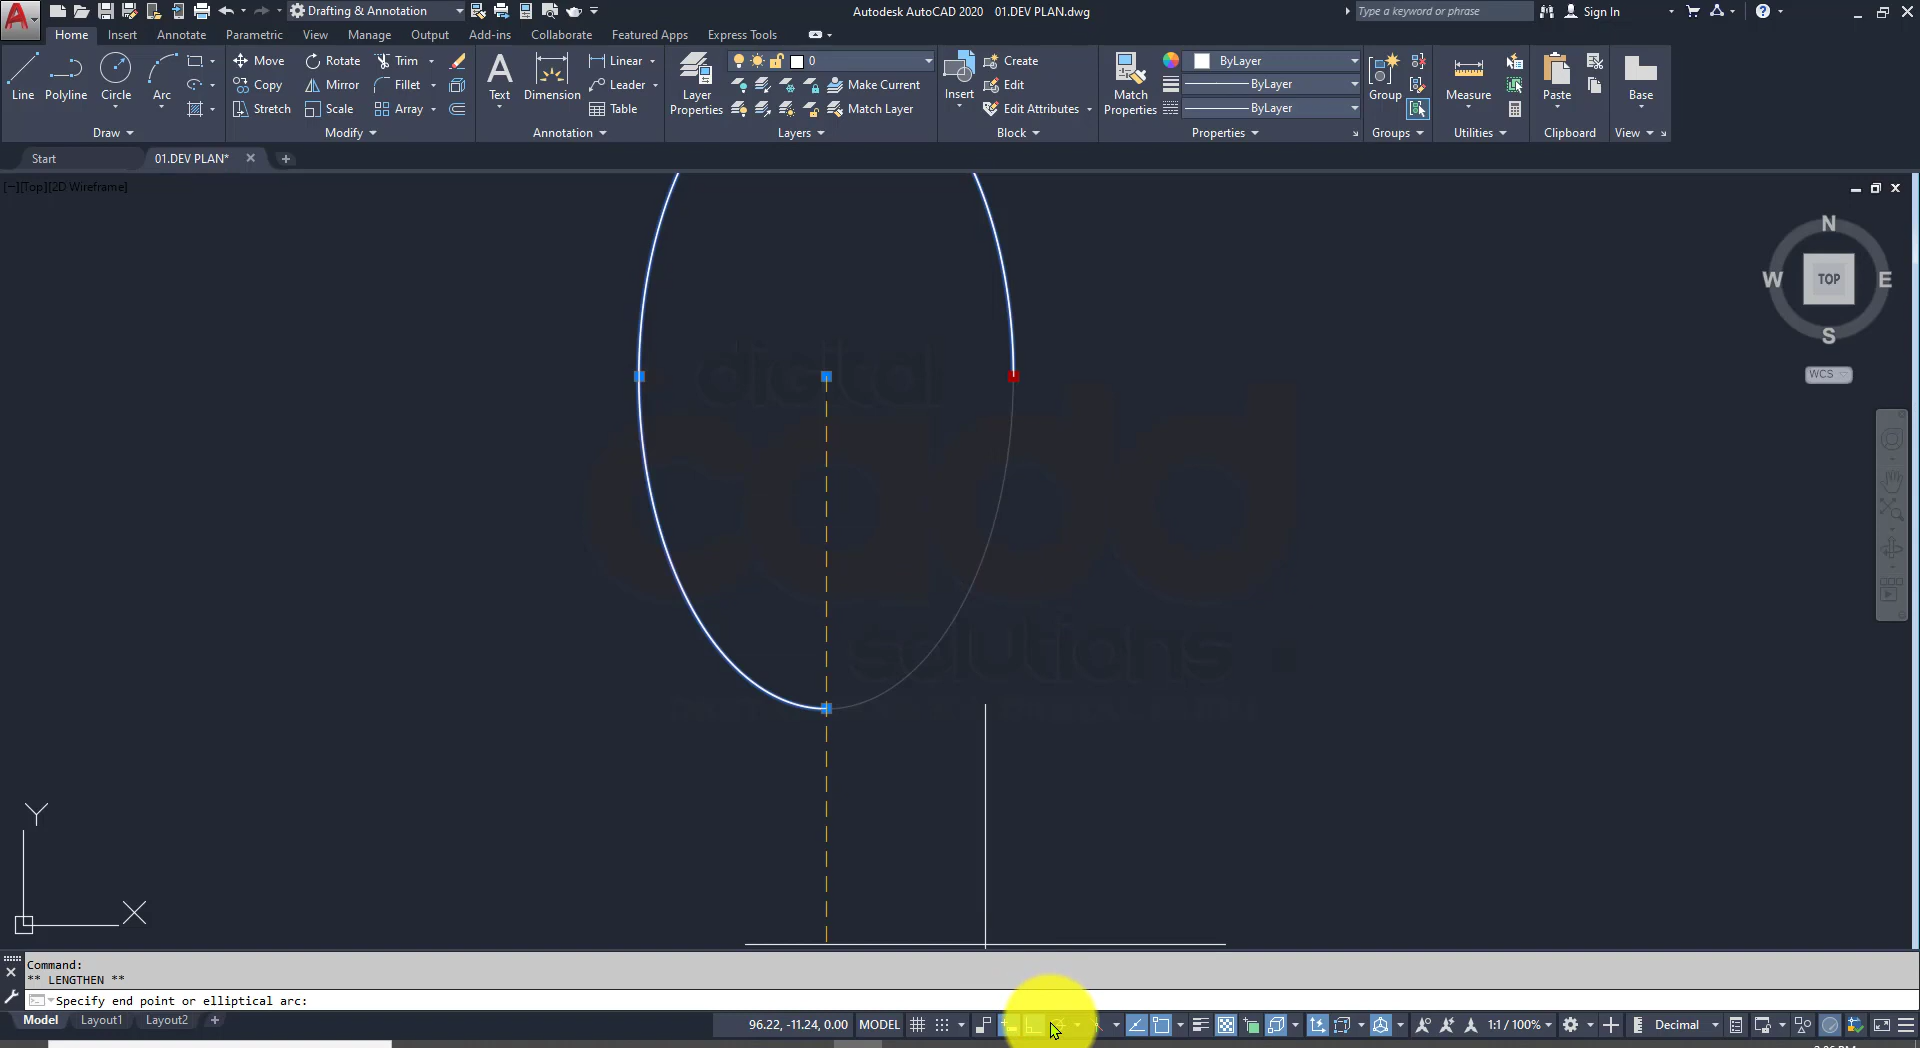 Drafting & Annotation
Autodesk AutoCAD 2020 01.DEV PLAN.dwg
Type a keyword or phrase
Sign In
Home Insert Annotate Parametric View Manage Output Add-ins Collaborate Featured Apps Express Tools
Move Rotate Trim Linear 0 Create ByLayer
Copy Mirror Fillet Leader Make Current Edit ByLayer
Line Polyline Circle Arc Text Dimension Layer Properties Insert Match Properties Group Measure Paste Base
Stretch Scale Array Table Match Layer Edit Attributes ByLayer
Draw Modify Annotation Layers Block Properties Groups Utilities Clipboard View
Start 01.DEV PLAN*
[−][Top][2D Wireframe]
N
W TOP E
S
WCS
digital
cadd
solutions
Y
X
Command:
** LENGTHEN **
Specify end point or elliptical arc:
Model Layout1 Layout2
96.22, -11.24, 0.00 MODEL 1:1 / 100% Decimal